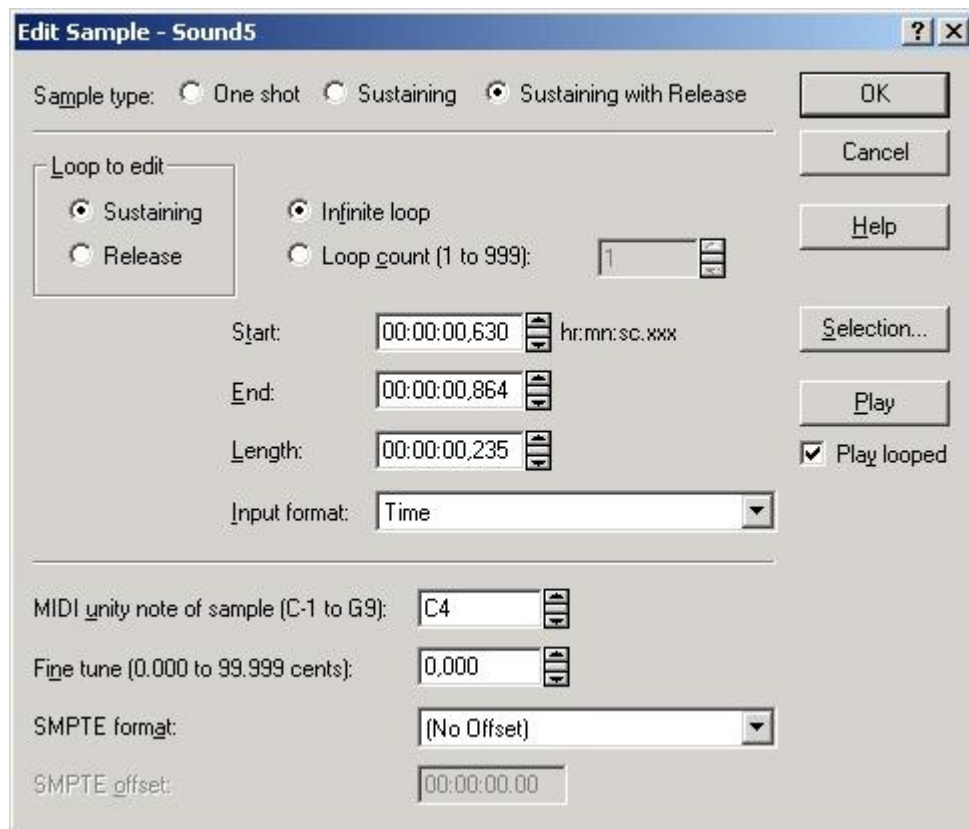 Edit Sample - Sound5
? X
Sample type: One shot Sustaining Sustaining with Release
OK
Cancel
Help
Loop to edit
Sustaining
Release
Infinite loop
Loop count (1 to 999): 1
Start: 00:00:00,630 hr:mn:sc.xxx
Selection...
End: 00:00:00,864
Play
Length: 00:00:00,235
Play looped
Input format: Time
MIDI unity note of sample (C-1 to G9): C4
Fine tune (0.000 to 99.999 cents): 0,000
SMPTE format: (No Offset)
SMPTE offset: 00:00:00.00